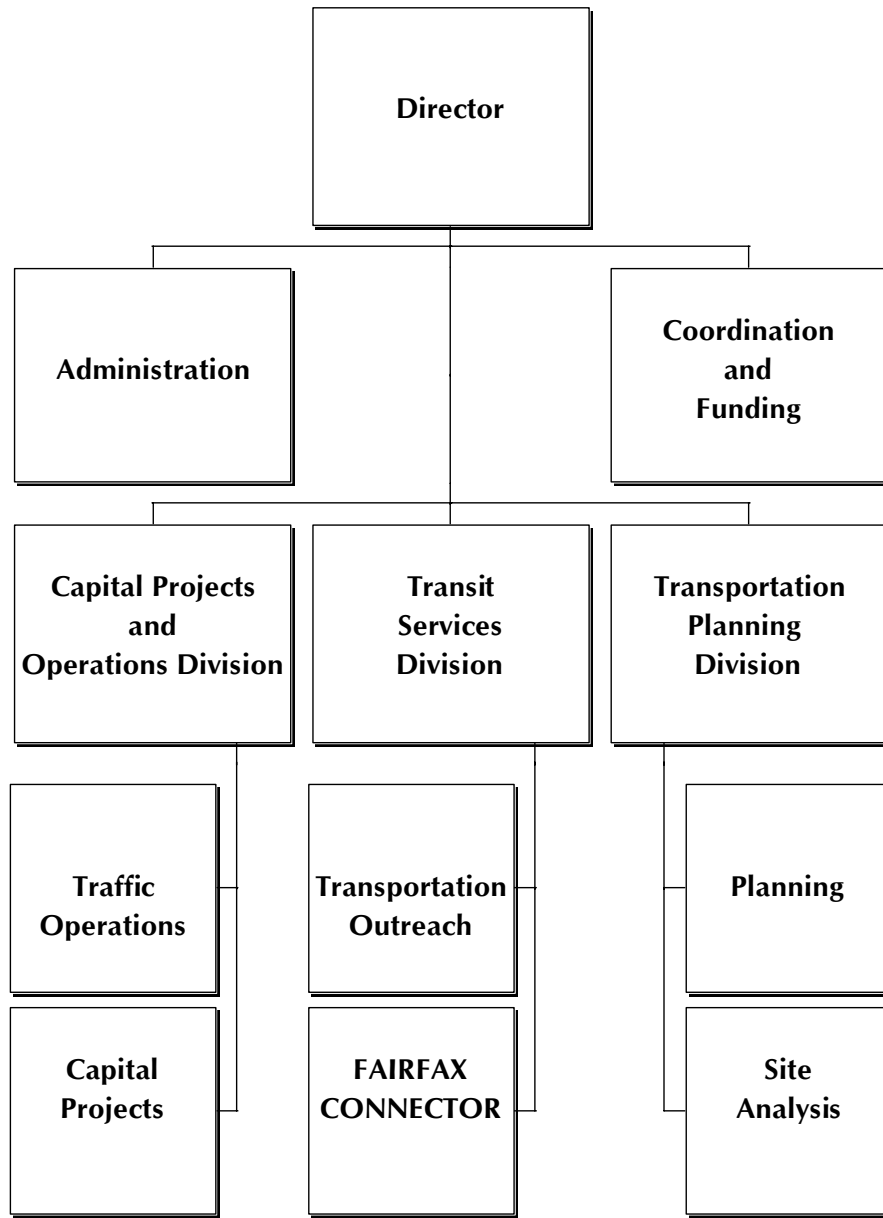 Director
Administration
Coordination
and
Funding
Capital Projects
and
Operations Division
Transit
Services
Division
Transportation
Planning
Division
Traffic
Operations
Transportation
Outreach
Planning
Capital
Projects
FAIRFAX
CONNECTOR
Site
Analysis